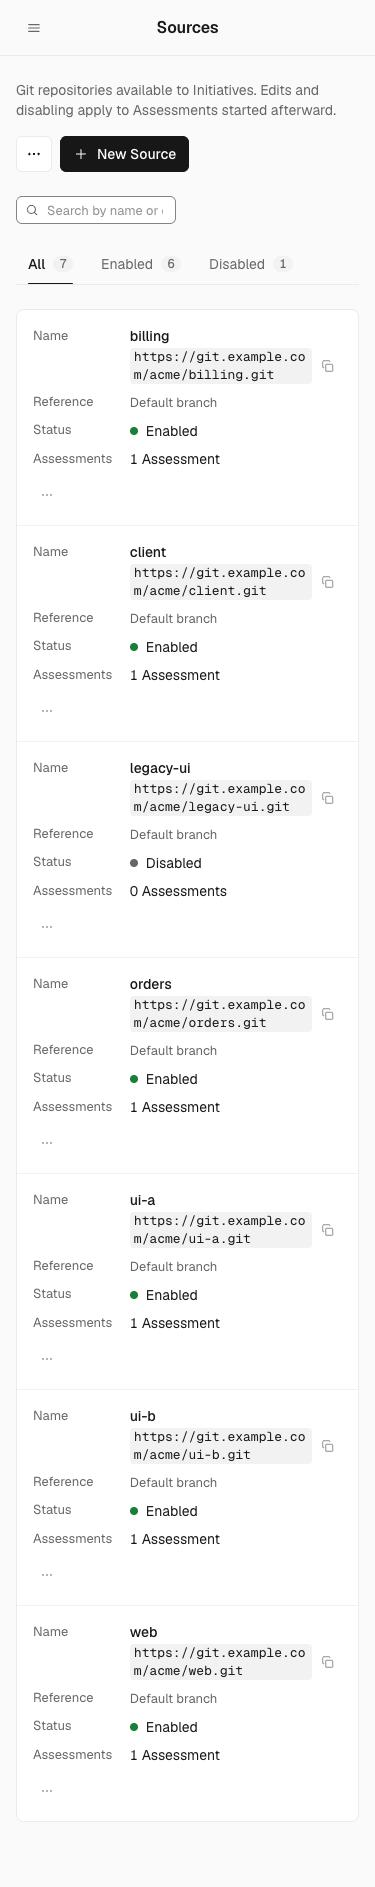 Sources
Git repositories available to Initiatives. Edits and
disabling apply to Assessments started afterward.
... + New Source
Search by name or
All 7 Enabled 6 Disabled 1
Name billing
https://git.example.co
m/acme/billing.git
Reference Default branch
Status Enabled
Assessments 1 Assessment
...
Name client
https://git.example.co
m/acme/client.git
Reference Default branch
Status Enabled
Assessments 1 Assessment
...
Name legacy-ui
https://git.example.co
m/acme/legacy-ui.git
Reference Default branch
Status Disabled
Assessments 0 Assessments
...
Name orders
https://git.example.co
m/acme/orders.git
Reference Default branch
Status Enabled
Assessments 1 Assessment
...
Name ui-a
https://git.example.co
m/acme/ui-a.git
Reference Default branch
Status Enabled
Assessments 1 Assessment
...
Name ui-b
https://git.example.co
m/acme/ui-b.git
Reference Default branch
Status Enabled
Assessments 1 Assessment
...
Name web
https://git.example.co
m/acme/web.git
Reference Default branch
Status Enabled
Assessments 1 Assessment
...